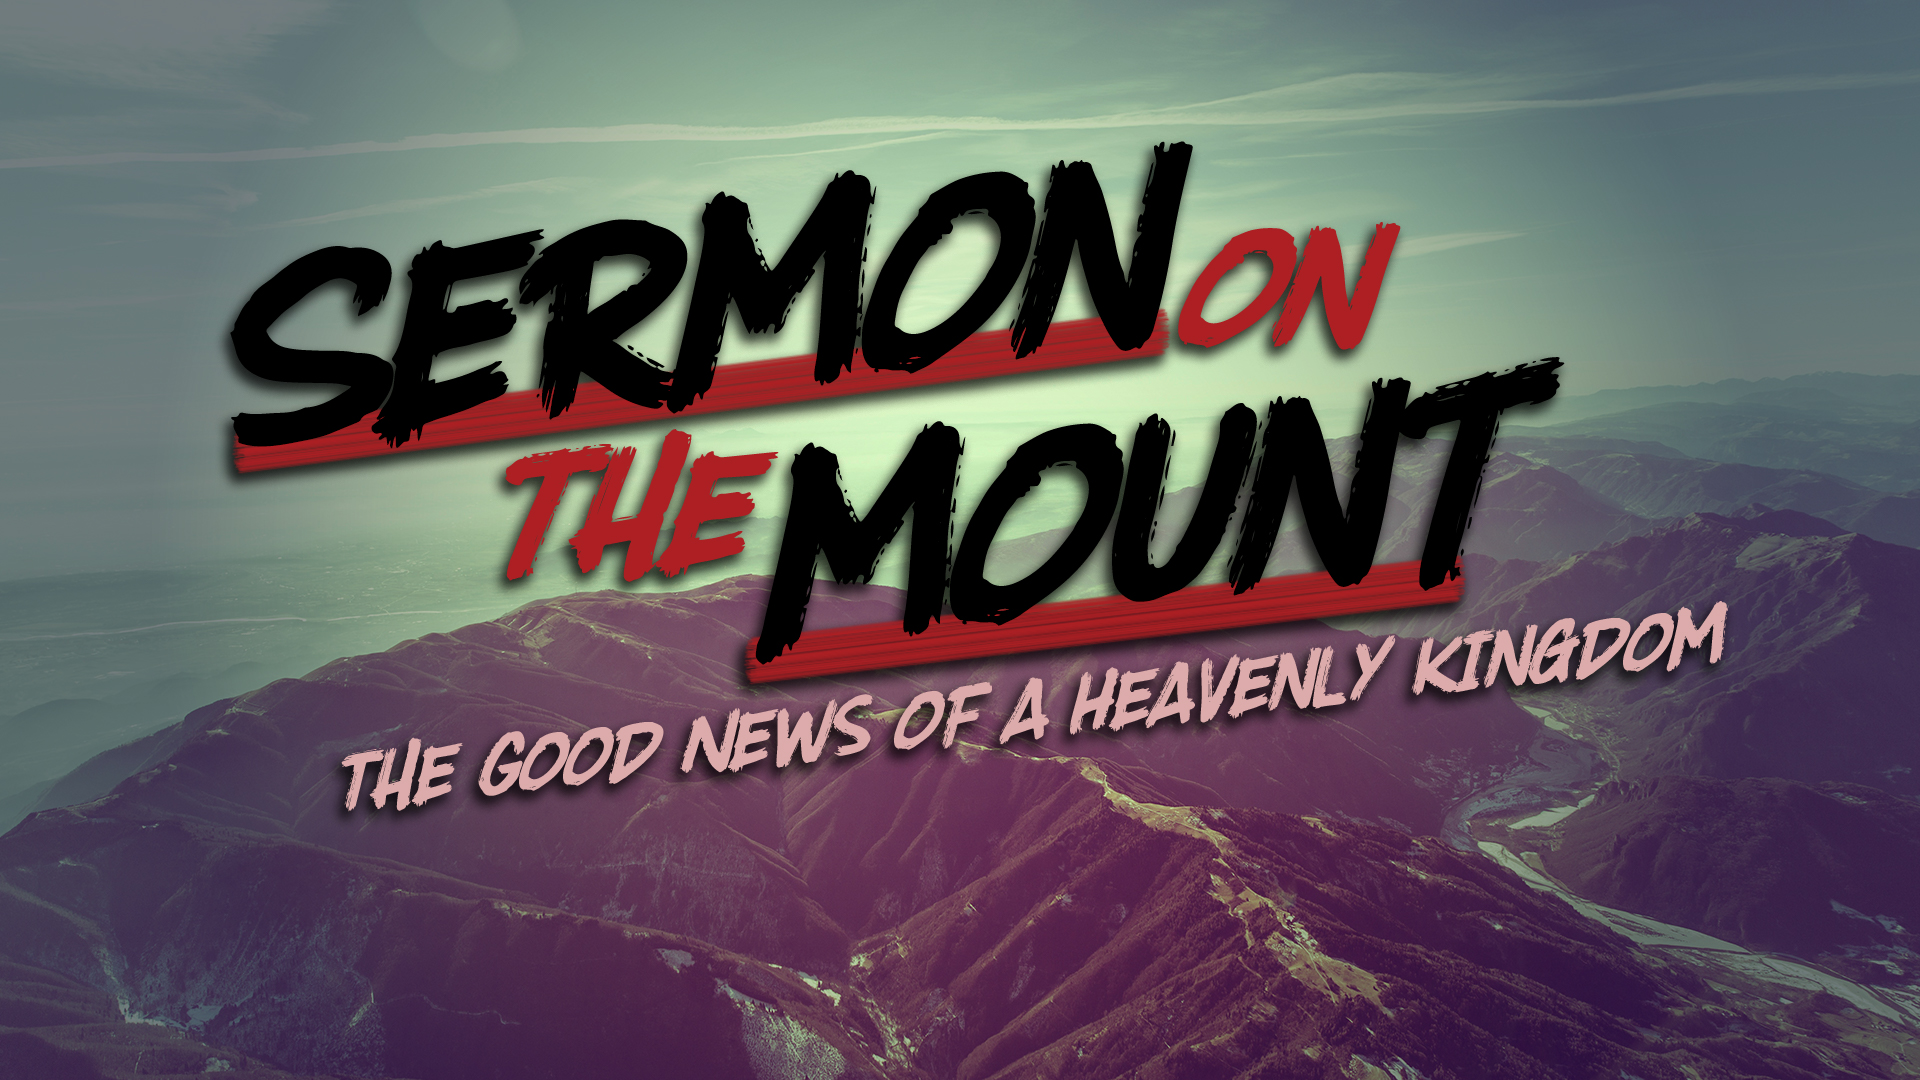 SERMON ON
THE MOUNT
THE GOOD NEWS OF A HEAVENLY KINGDOM